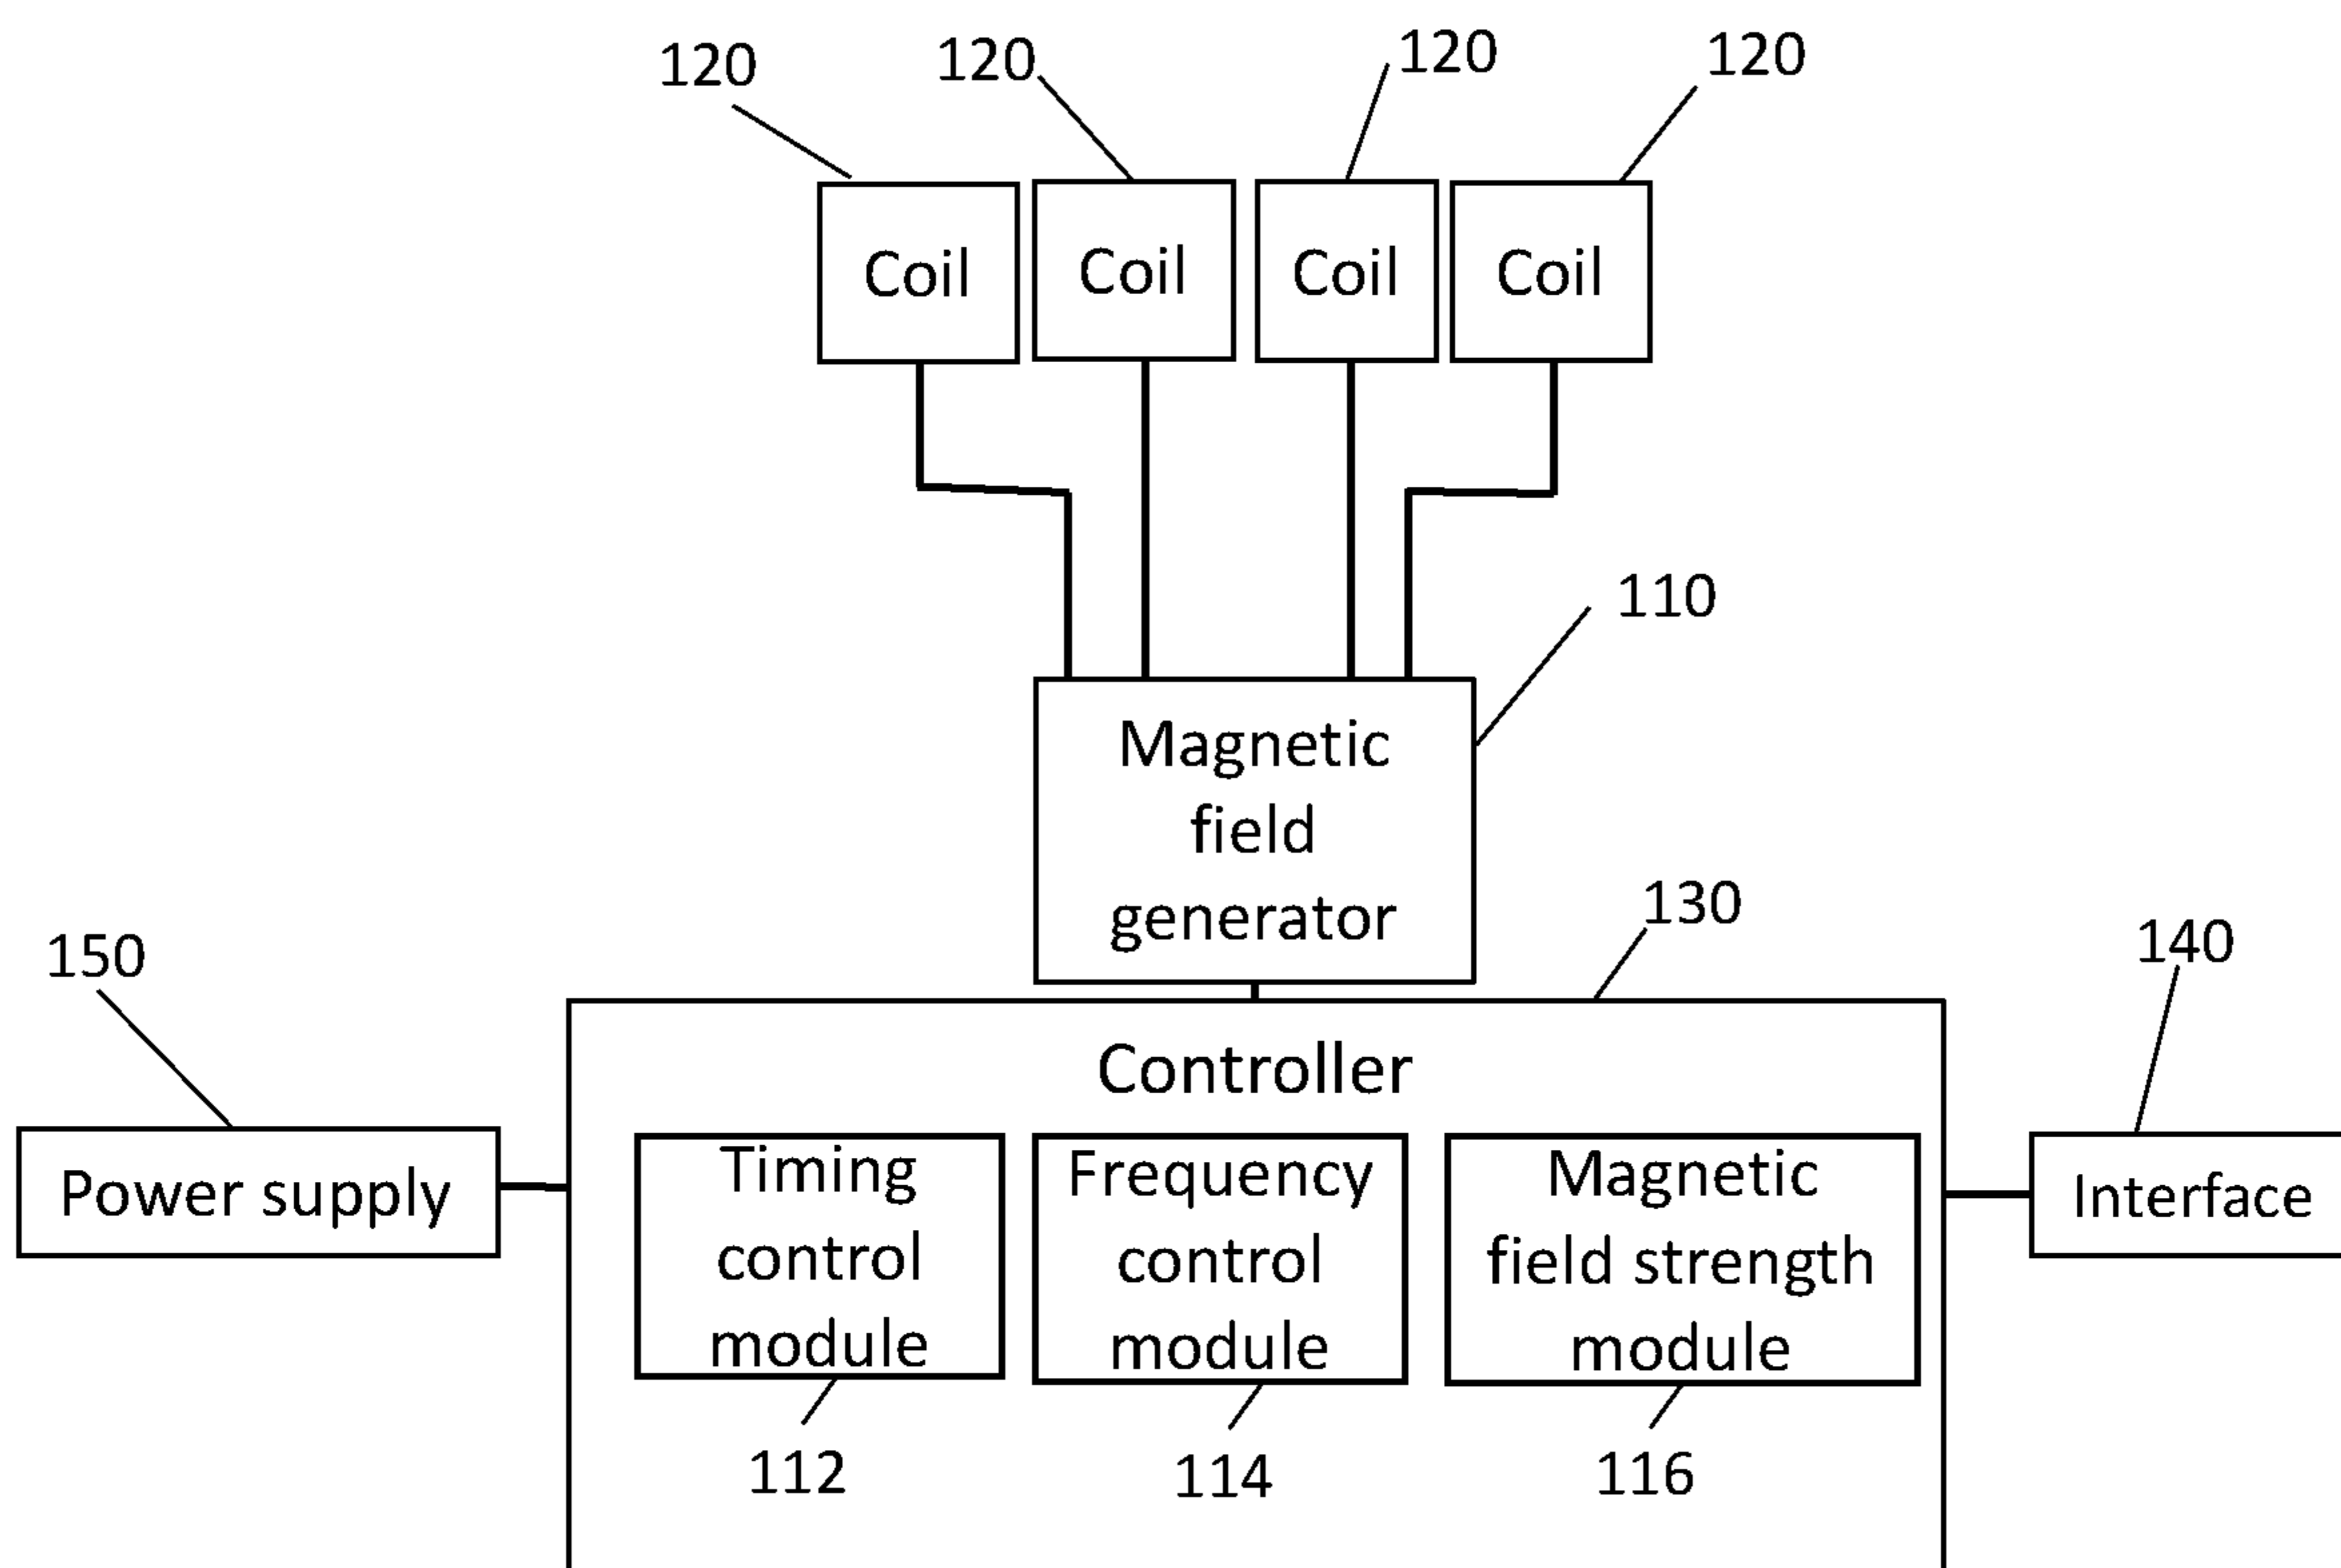 120 120 120 120
Coil Coil Coil Coil
110
Magnetic
field
generator
130
150
140
Controller
Power supply
Timing
control
module
Frequency
control
module
Magnetic
field strength
module
Interface
112 114 116